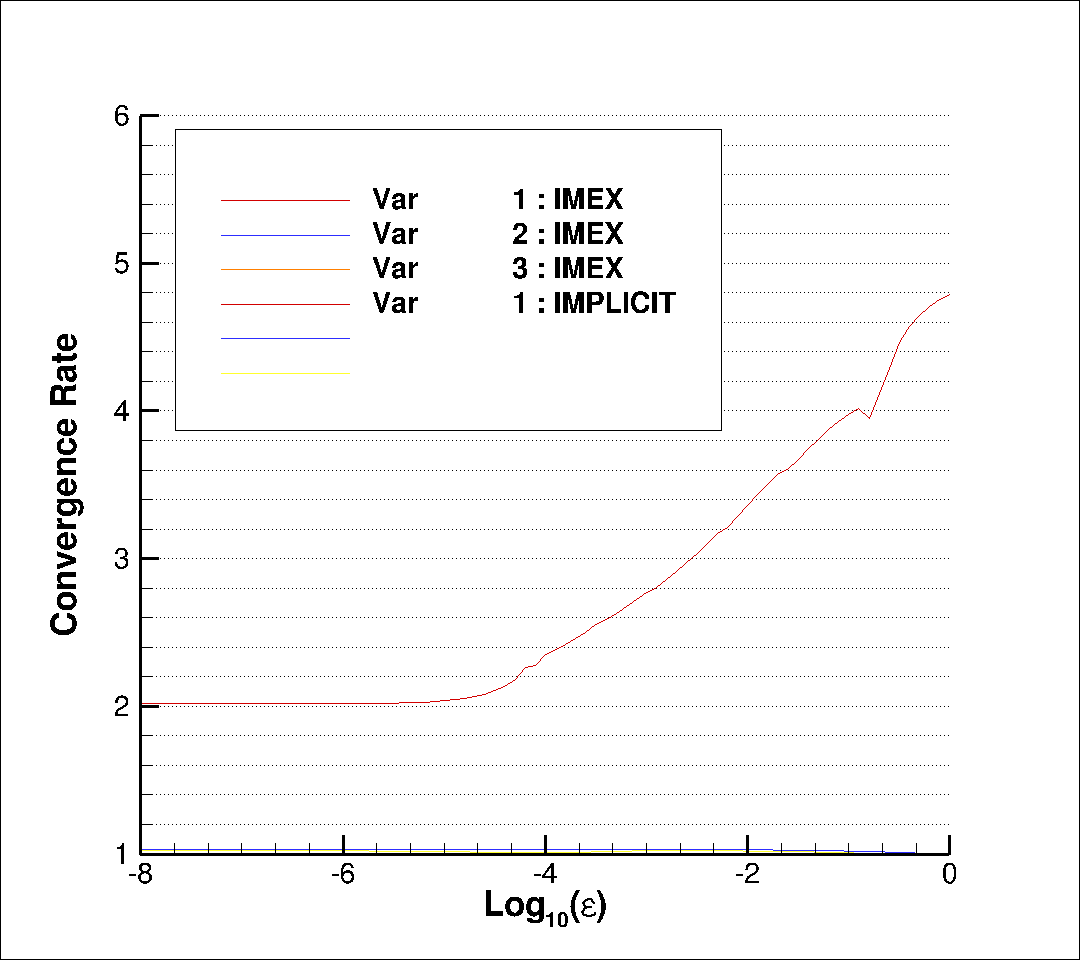 6
5
4
3
2
1
Convergence Rate
Var 1 : IMEX
Var 2 : IMEX
Var 3 : IMEX
Var 1 : IMPLICIT
-8 -6 -4 -2 0
Log10(ε)